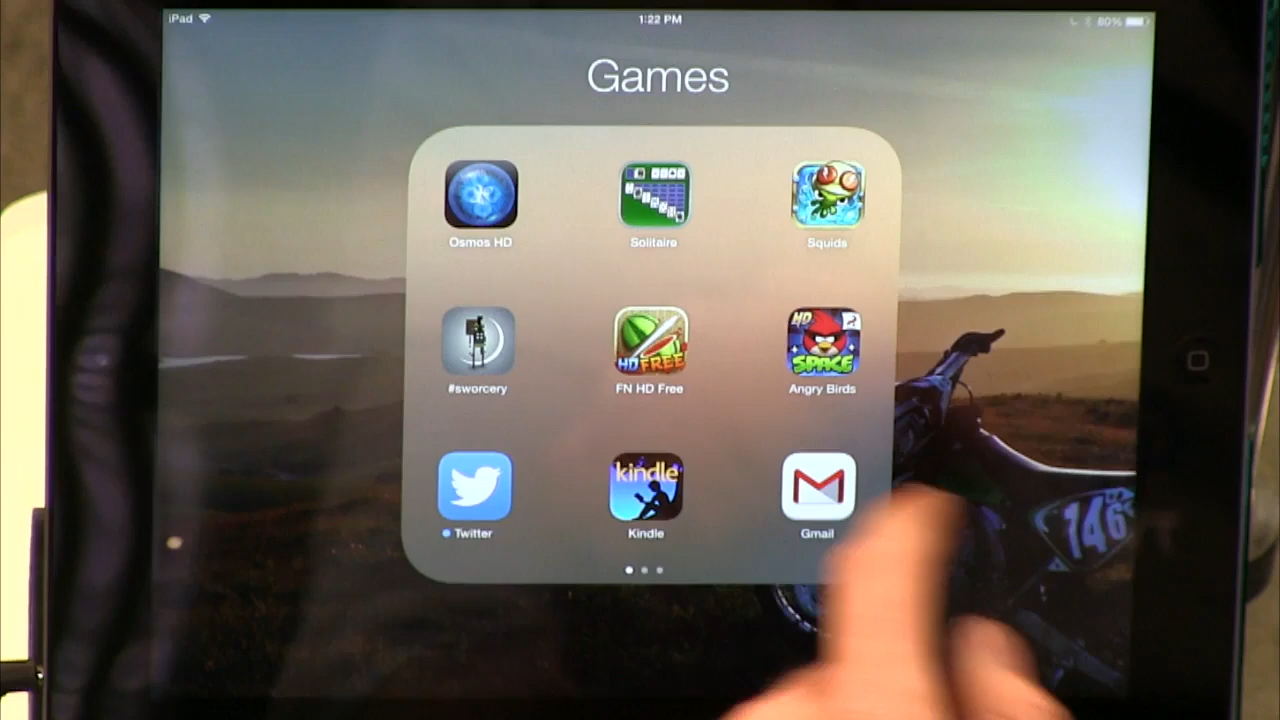 iPad 1:22 PM 80%
Games
Osmos HD Solitaire Squids
HD FREE HD SPACE
#sworcery FN HD Free Angry Birds
kindle
Twitter Kindle Gmail
146